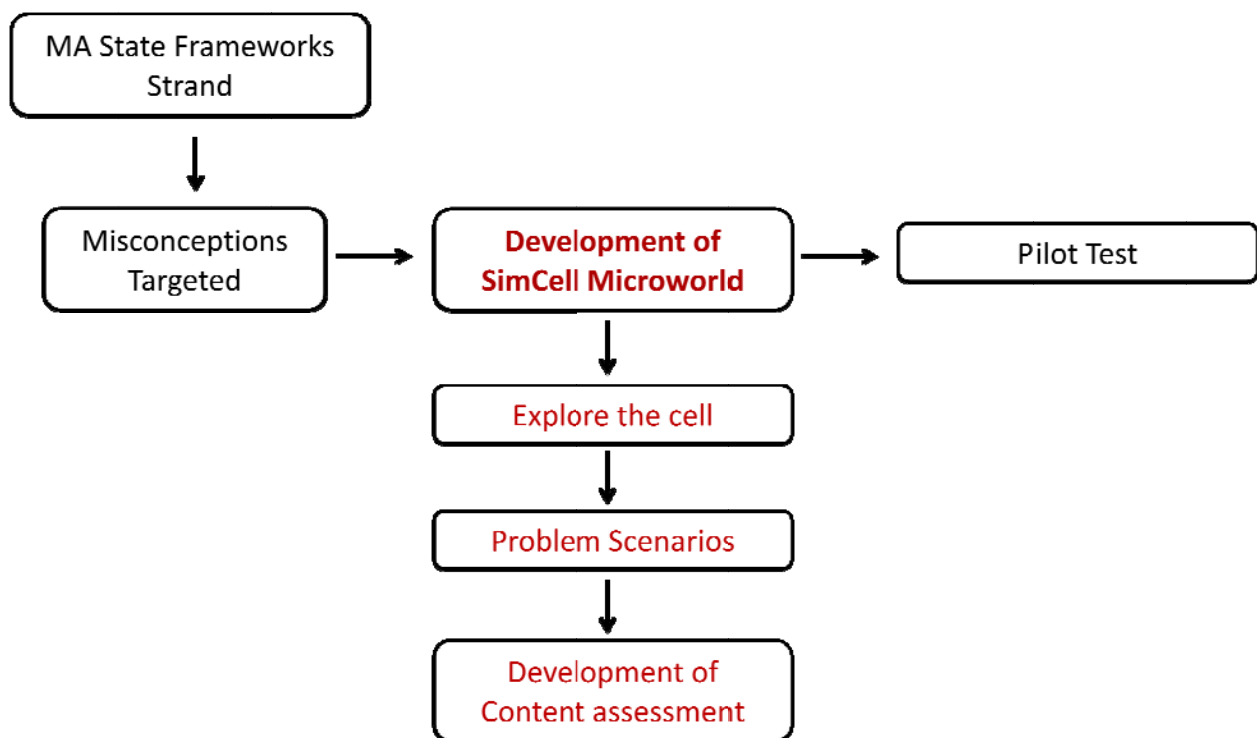 MA State Frameworks
Strand
Misconceptions
Targeted
Development of
SimCell Microworld
Pilot Test
Explore the cell
Problem Scenarios
Development of
Content assessment